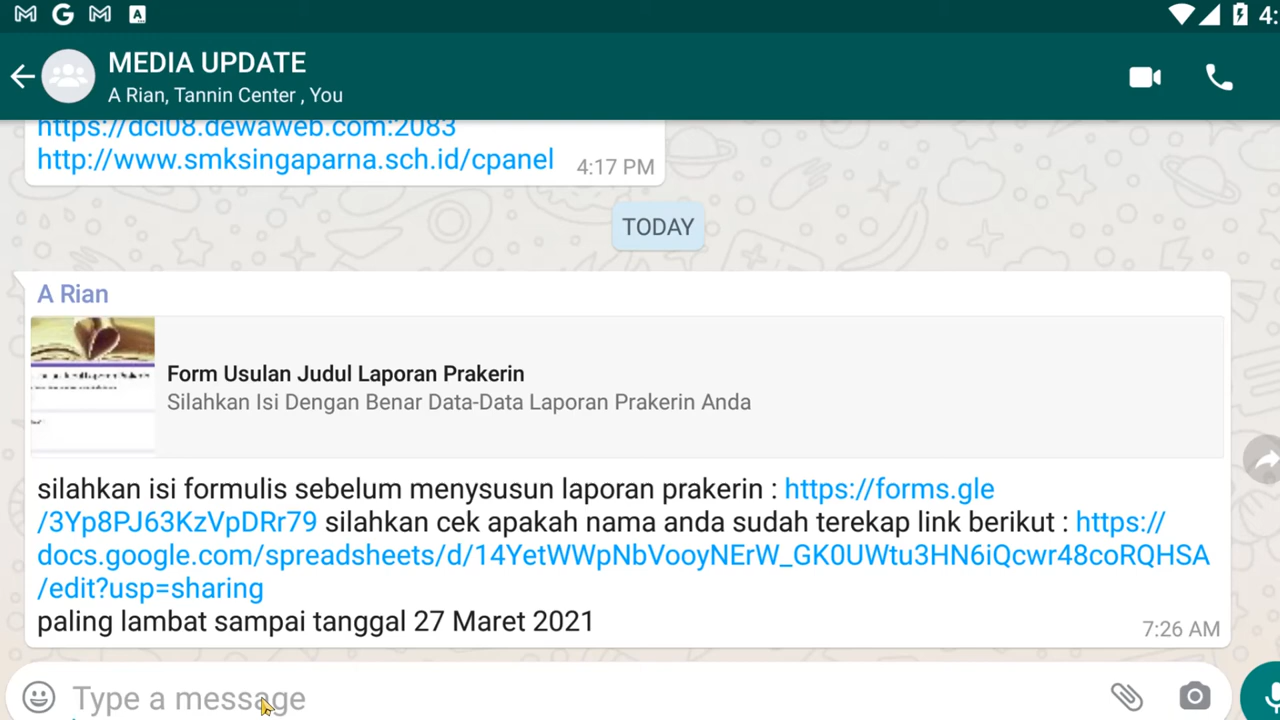 4:
MEDIA UPDATE
A Rian, Tannin Center , You
https://dcl08.dewaweb.com:2083
http://www.smksingaparna.sch.id/cpanel
4:17 PM
TODAY
A Rian
Form Usulan Judul Laporan Prakerin
Silahkan Isi Dengan Benar Data-Data Laporan Prakerin Anda
silahkan isi formulis sebelum menysusun laporan prakerin : https://forms.gle
/3Yp8PJ63KzVpDRr79 silahkan cek apakah nama anda sudah terekap link berikut : https://
docs.google.com/spreadsheets/d/14YetWWpNbVooyNErW_GK0UWtu3HN6iQcwr48coRQHSA
/edit?usp=sharing
paling lambat sampai tanggal 27 Maret 2021
7:26 AM
Type a message